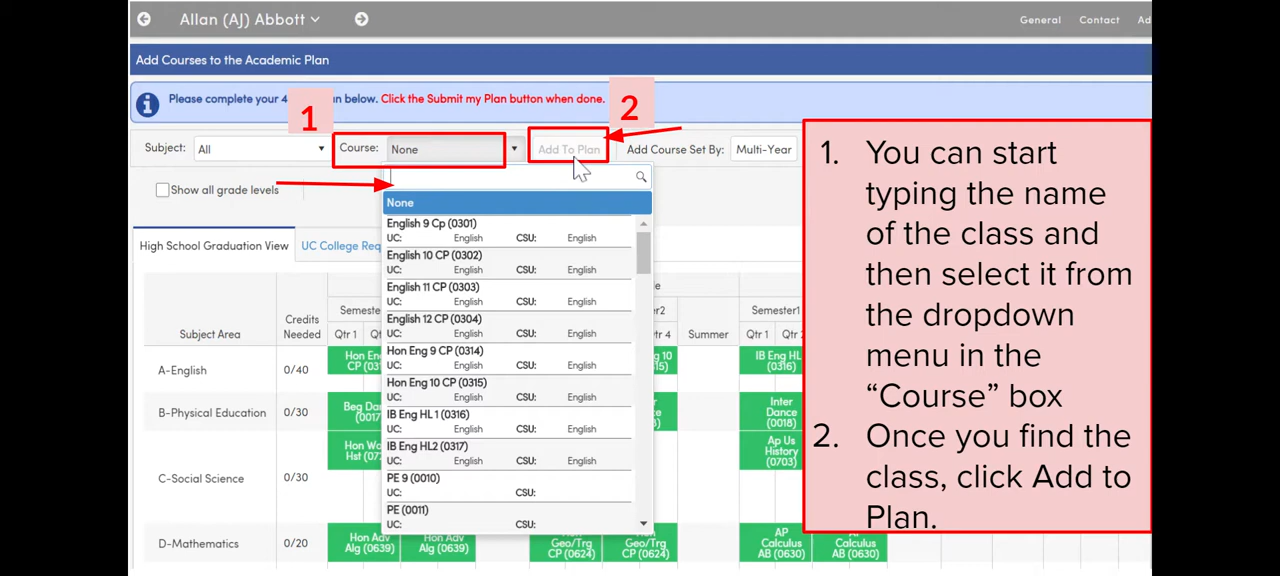 Allan (AJ) Abbott
General Contact Ad
Add Courses to the Academic Plan
Please complete your 4 n below. Click the Submit my Plan button when done.
1
2
Subject: All
Course: None
Add To Plan
Add Course Set By: Multi-Year
Show all grade levels
None
English 9 Cp (0301)
UC: English CSU: English
English 10 CP (0302)
UC: English CSU: English
English 11 CP (0303)
UC: English CSU: English
English 12 CP (0304)
UC: English CSU: English
Hon Eng 9 CP (0314)
UC: English CSU: English
Hon Eng 10 CP (0315)
UC: English CSU: English
IB Eng HL 1 (0316)
UC: English CSU: English
IB Eng HL2 (0317)
UC: English CSU: English
PE 9 (0010)
UC: CSU:
PE (0011)
UC: CSU:
High School Graduation View
UC College Req
Subject Area
Credits
Needed
Semester1
Qtr 1
Qtr 4
Summer
Semester1
Qtr 1 Qtr
A-English 0/40
IB Eng HL
(0316)
B-Physical Education 0/30
Inter
Dance
(0018)
C-Social Science 0/30
Ap Us
History
(0703)
D-Mathematics 0/20
Hon Adv
Alg (0639)
Hon Adv
Alg (0639)
Geo/Trg
CP (0624)
Geo/Trg
CP (0624)
AP
Calculus
AB (0630)
Calculus
AB (0630)
1. You can start
typing the name
of the class and
then select it from
the dropdown
menu in the
“Course” box
2. Once you find the
class, click Add to
Plan.